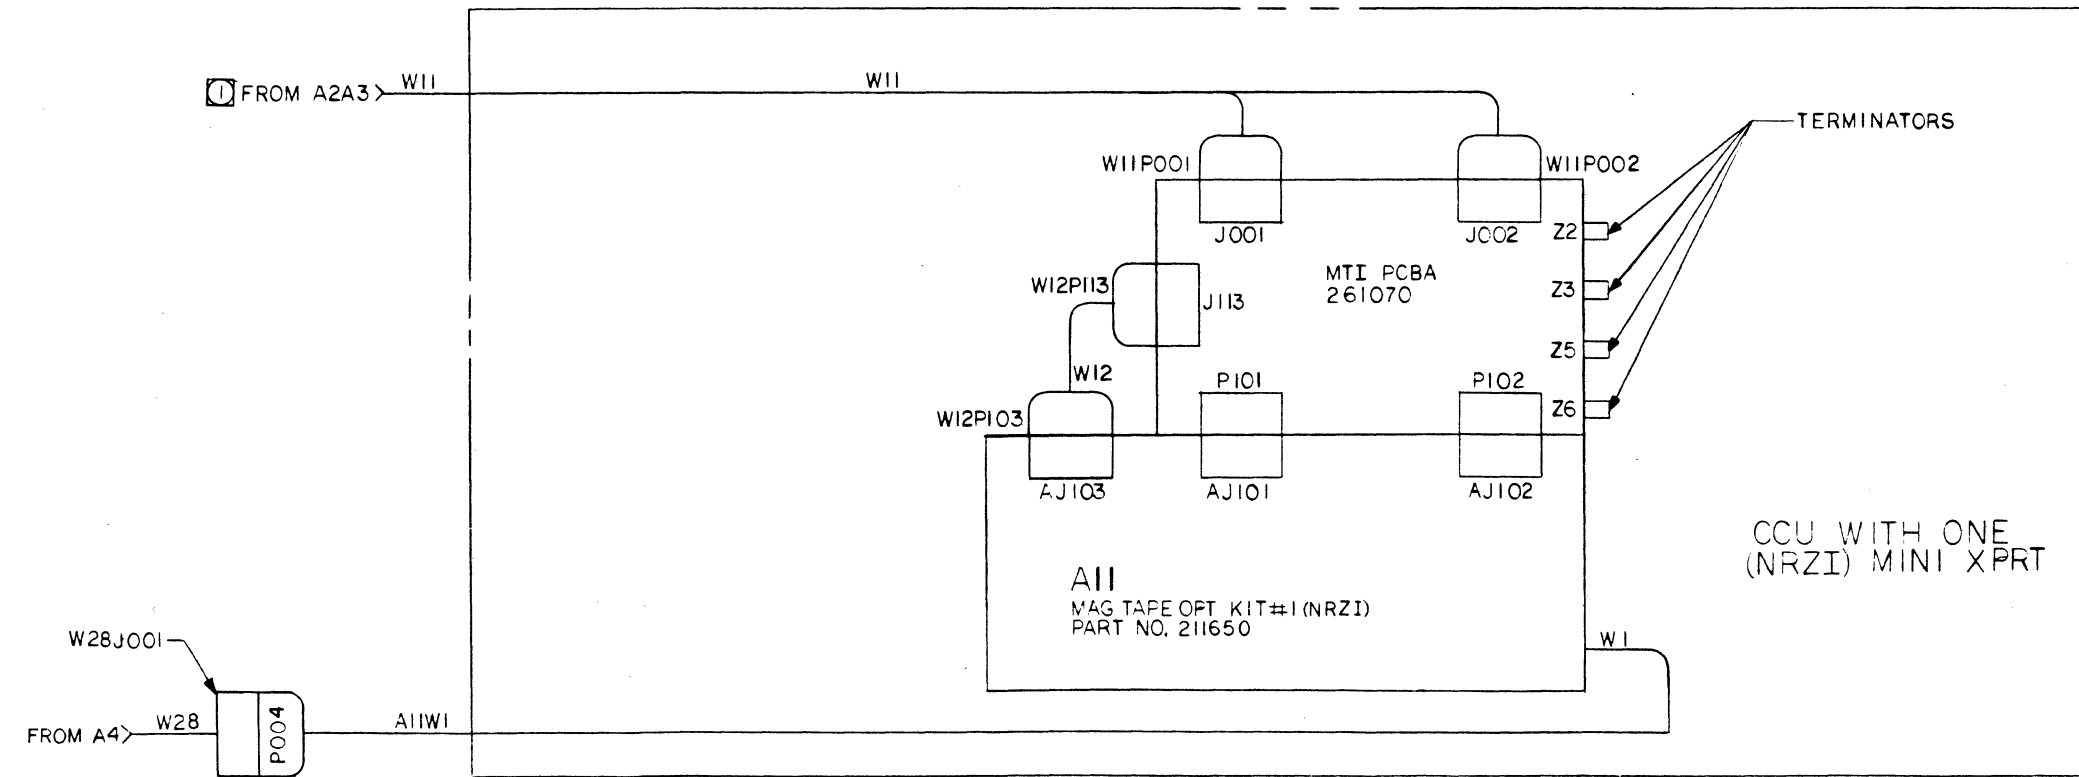 1 FROM A2A3
W11
W11
TERMINATORS
W11P001
W11P002
J001
J002
Z2
MTI PCBA
261070
W12P113
J113
Z3
Z5
W12
P101
P102
Z6
W12P103
AJ103
AJ101
AJ102
CCU WITH ONE
(NRZI) MINI XPRT
A11
MAG TAPE OPT KIT#1(NRZI)
PART NO. 211650
W1
W28J001
FROM A4
W28
P004
A11W1